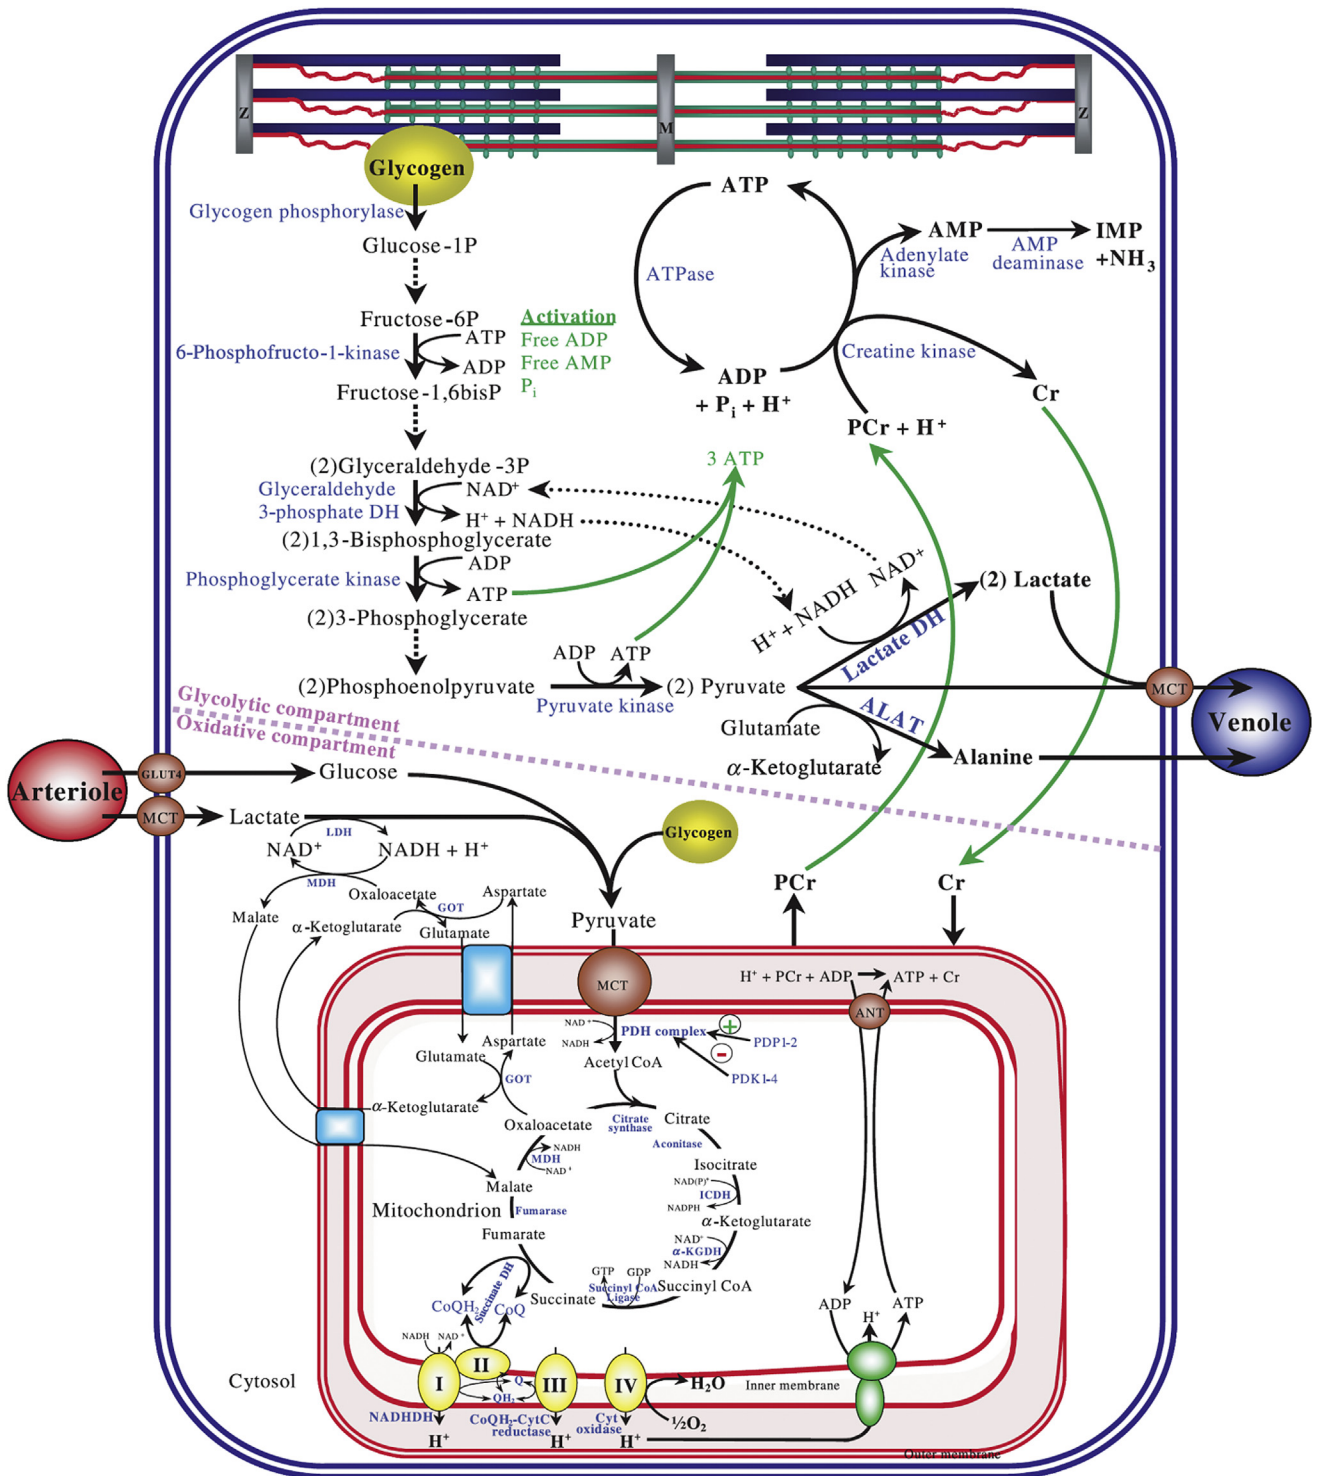 Z
M
Z
Glycogen
Glycogen phosphorylase
Glucose-1P
Fructose-6P
6-Phosphofructo-1-kinase
ATP
ADP
Fructose-1,6bisP
Activation
Free ADP
Free AMP
Pi
(2)Glyceraldehyde-3P
Glyceraldehyde
3-phosphate DH
NAD+
H+ + NADH
(2)1,3-Bisphosphoglycerate
Phosphoglycerate kinase
ADP
ATP
(2)3-Phosphoglycerate
(2)Phosphoenolpyruvate
ADP
ATP
Pyruvate kinase
(2) Pyruvate
ATP
ATPase
ADP
+ Pi + H+
AMP
Adenylate
kinase
AMP
deaminase
IMP
+NH3
Creatine kinase
Cr
PCr + H+
3 ATP
H+ + NADH
NAD+
Lactate DH
(2) Lactate
MCT
Venole
Glutamate
ALAT
α-Ketoglutarate
Alanine
Glycolytic compartment
Oxidative compartment
Arteriole
GLUT4
Glucose
MCT
Lactate
LDH
NAD+
NADH + H+
MDH
Malate
Oxaloacetate
α-Ketoglutarate
GOT
Aspartate
Glutamate
Glycogen
Pyruvate
PCr
Cr
MCT
H+ + PCr + ADP
ATP + Cr
ANT
NAD+
NADH
PDH complex
+
PDP1-2
-
PDK1-4
Acetyl CoA
Glutamate
Aspartate
GOT
α-Ketoglutarate
Oxaloacetate
Citrate
synthase
Citrate
Aconitase
Isocitrate
NAD(P)+
ICDH
NADPH
α-Ketoglutarate
NAD+
α-KGDH
NADH
Succinyl CoA
GTP
GDP
Succinyl CoA
Ligase
Succinate
Succinate DH
CoQH2
CoQ
Fumarate
Fumarase
Mitochondrion
Malate
MDH
NADH
NAD+
NADH
NAD+
I
II
III
IV
Q
QH2
NADHDH
H+
CoQH2-CytC
reductase
H+
Cyt
oxidase
H+
H2O
½O2
Inner membrane
ADP
H+
ATP
Cytosol
Outer membrane